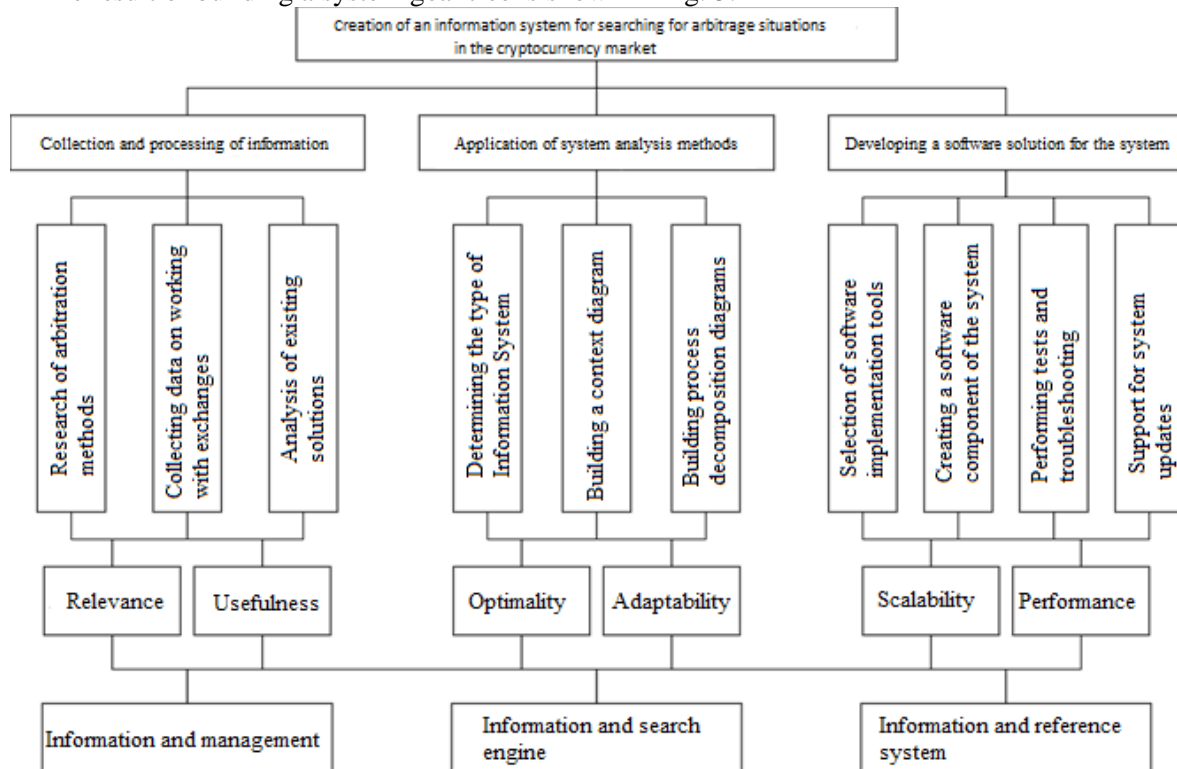 Creation of an information system for searching for arbitrage situations
in the cryptocurrency market
Collection and processing of information
Application of system analysis methods
Developing a software solution for the system
Research of arbitration
methods
Collecting data on working
with exchanges
Analysis of existing
solutions
Determining the type of
Information System
Building a context diagram
Building process
decomposition diagrams
Selection of software
implementation tools
Creating a software
component of the system
Performing tests and
troubleshooting
Support for system
updates
Relevance
Usefulness
Optimality
Adaptability
Scalability
Performance
Information and management
Information and search
engine
Information and reference
system